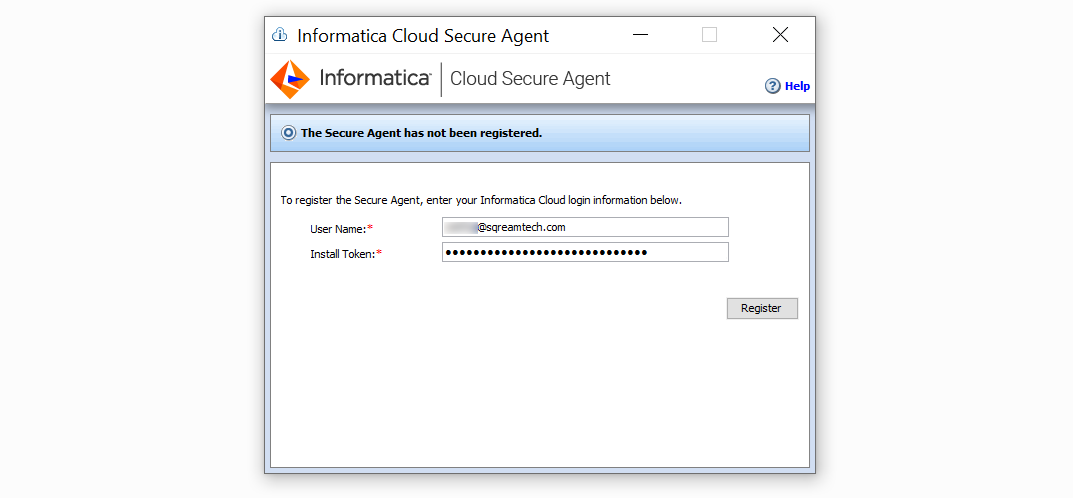 Informatica Cloud Secure Agent
Informatica Cloud Secure Agent
Help
The Secure Agent has not been registered.
To register the Secure Agent, enter your Informatica Cloud login information below.
User Name:* @sqreamtech.com
Install Token:* •••••••••••••••••••••••••••••
Register